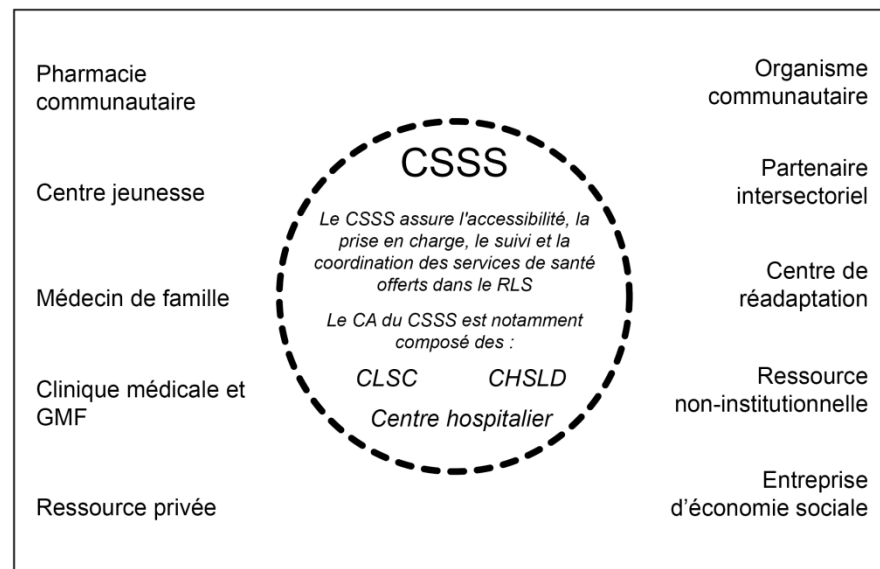 Pharmacie
communautaire
Centre jeunesse
Médecin de famille
Clinique médicale et
GMF
Ressource privée
CSSS
Le CSSS assure l'accessibilité, la
prise en charge, le suivi et la
coordination des services de santé
offerts dans le RLS
Le CA du CSSS est notamment
composé des :
CLSC CHSLD
Centre hospitalier
Organisme
communautaire
Partenaire
intersectoriel
Centre de
réadaptation
Ressource
non-institutionnelle
Entreprise
d'économie sociale